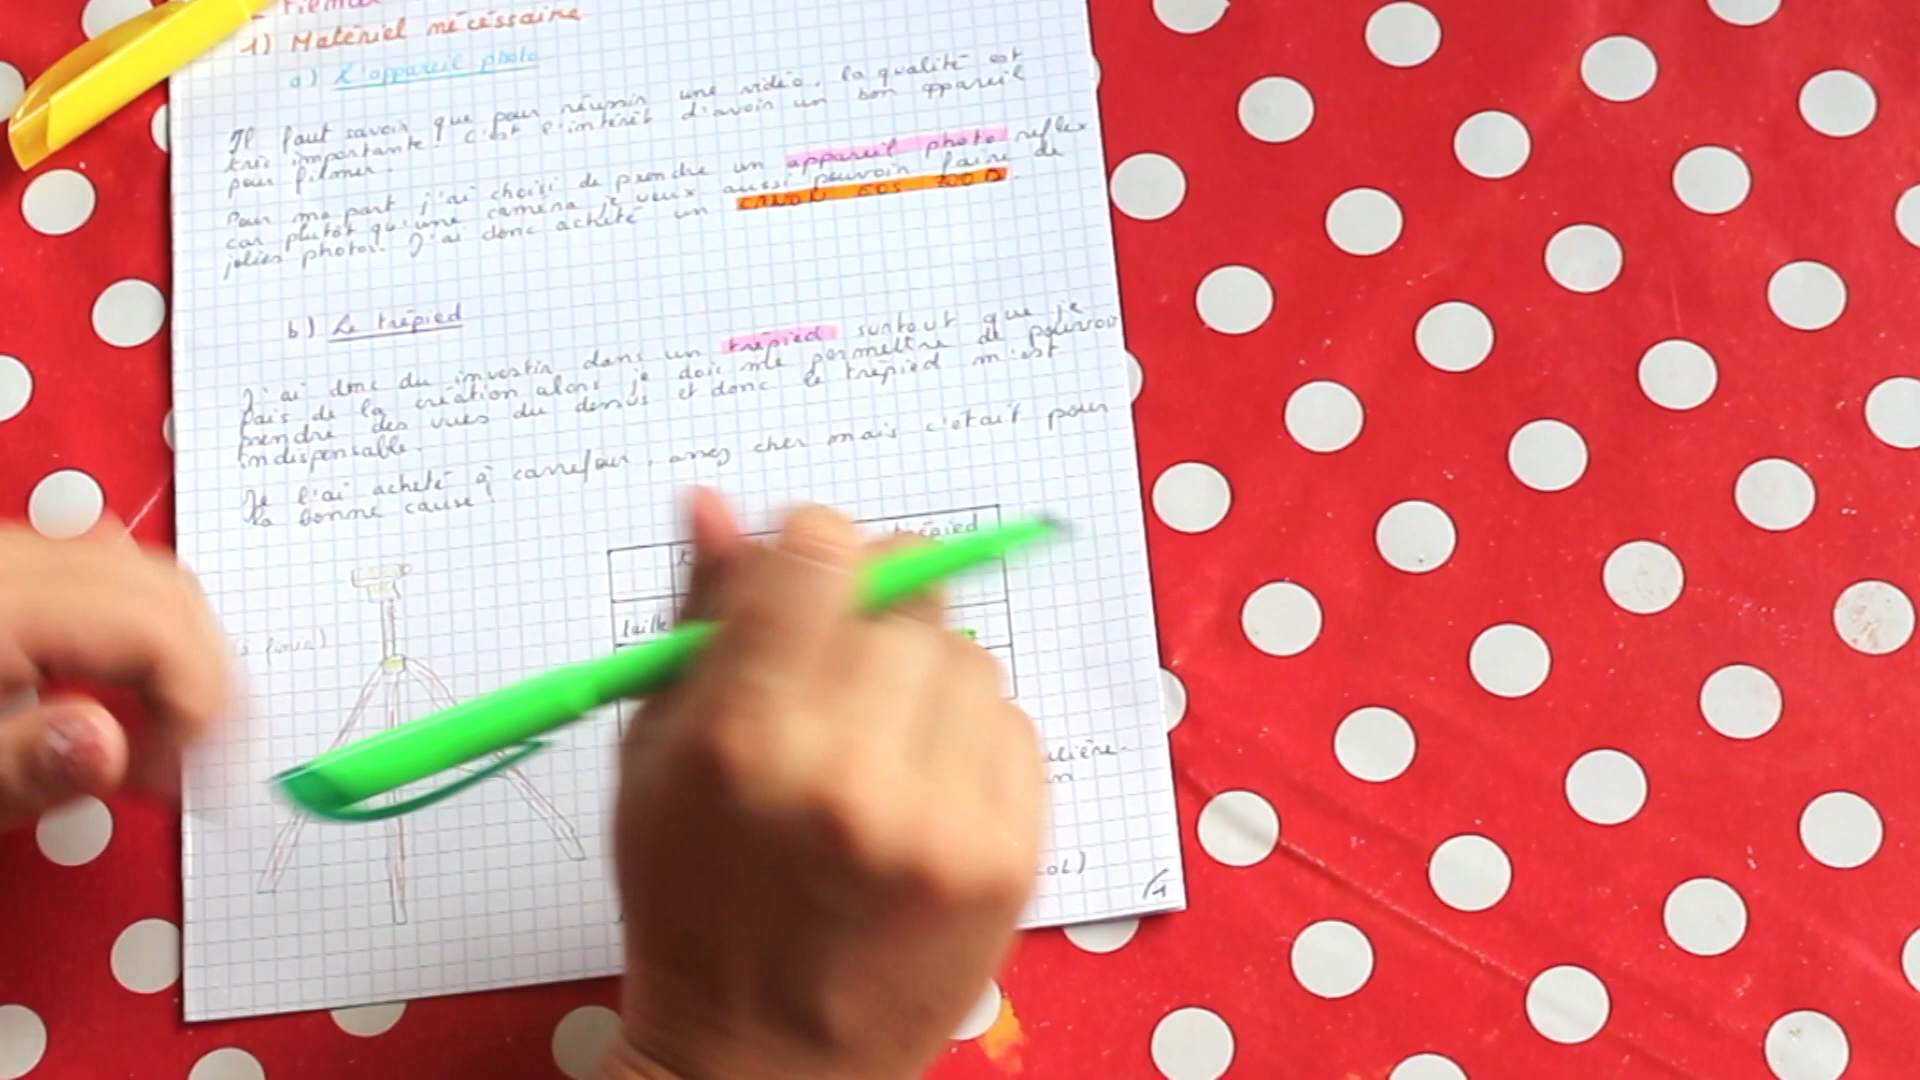 1) Matériel nécessaire
a) L'appareil photo
Il faut savoir que pour réussir une vidéo, la qualité est
très importante ! C'est l'intérêt d'avoir un bon appareil
pour filmer.
Pour ma part j'ai choisi de prendre un appareil photo reflex
car plutôt qu'une caméra je veux aussi pouvoir faire de
jolies photos. J'ai donc acheté un canon eos
b) Le trépied
J'ai donc du investir dans un trépied surtout que je
fais de la création alors je dois me permettre de pouvoir
prendre des vues du dessus et donc le trépied m'est
indispensable.
Je l'ai acheté à carrefour, assez cher mais c'était pour
la bonne cause !
trépied
taille